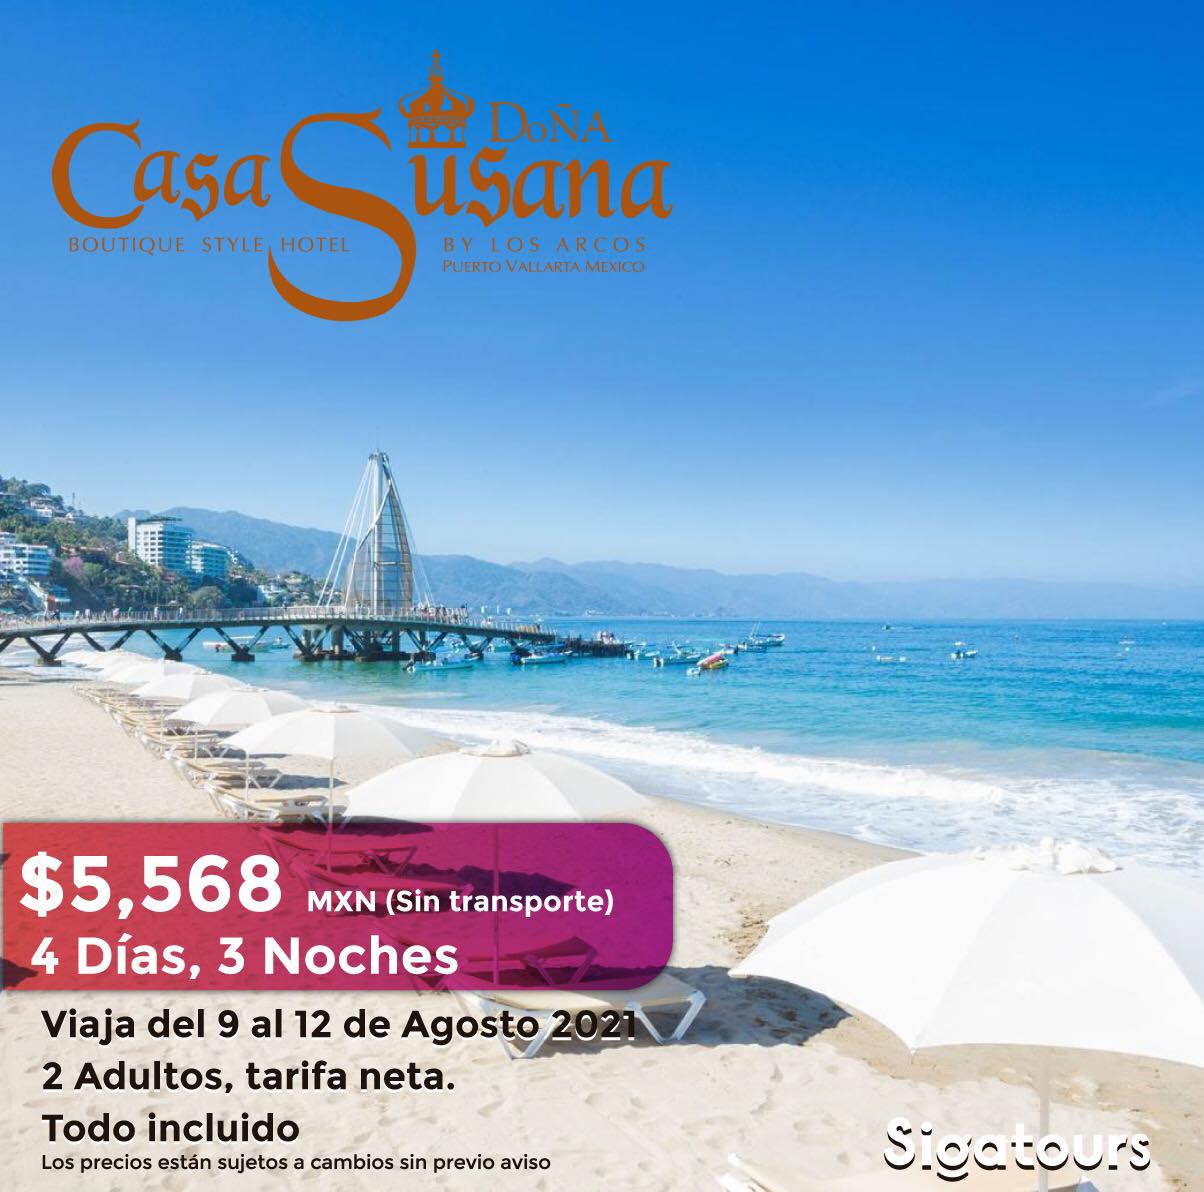 DOÑA
Casa Susana
BOUTIQUE STYLE HOTEL
BY LOS ARCOS
PUERTO VALLARTA MEXICO
$5,568 MXN (Sin transporte)
4 Días, 3 Noches
Viaja del 9 al 12 de Agosto 2021
2 Adultos, tarifa neta.
Todo incluido
Los precios están sujetos a cambios sin previo aviso
Sigatours